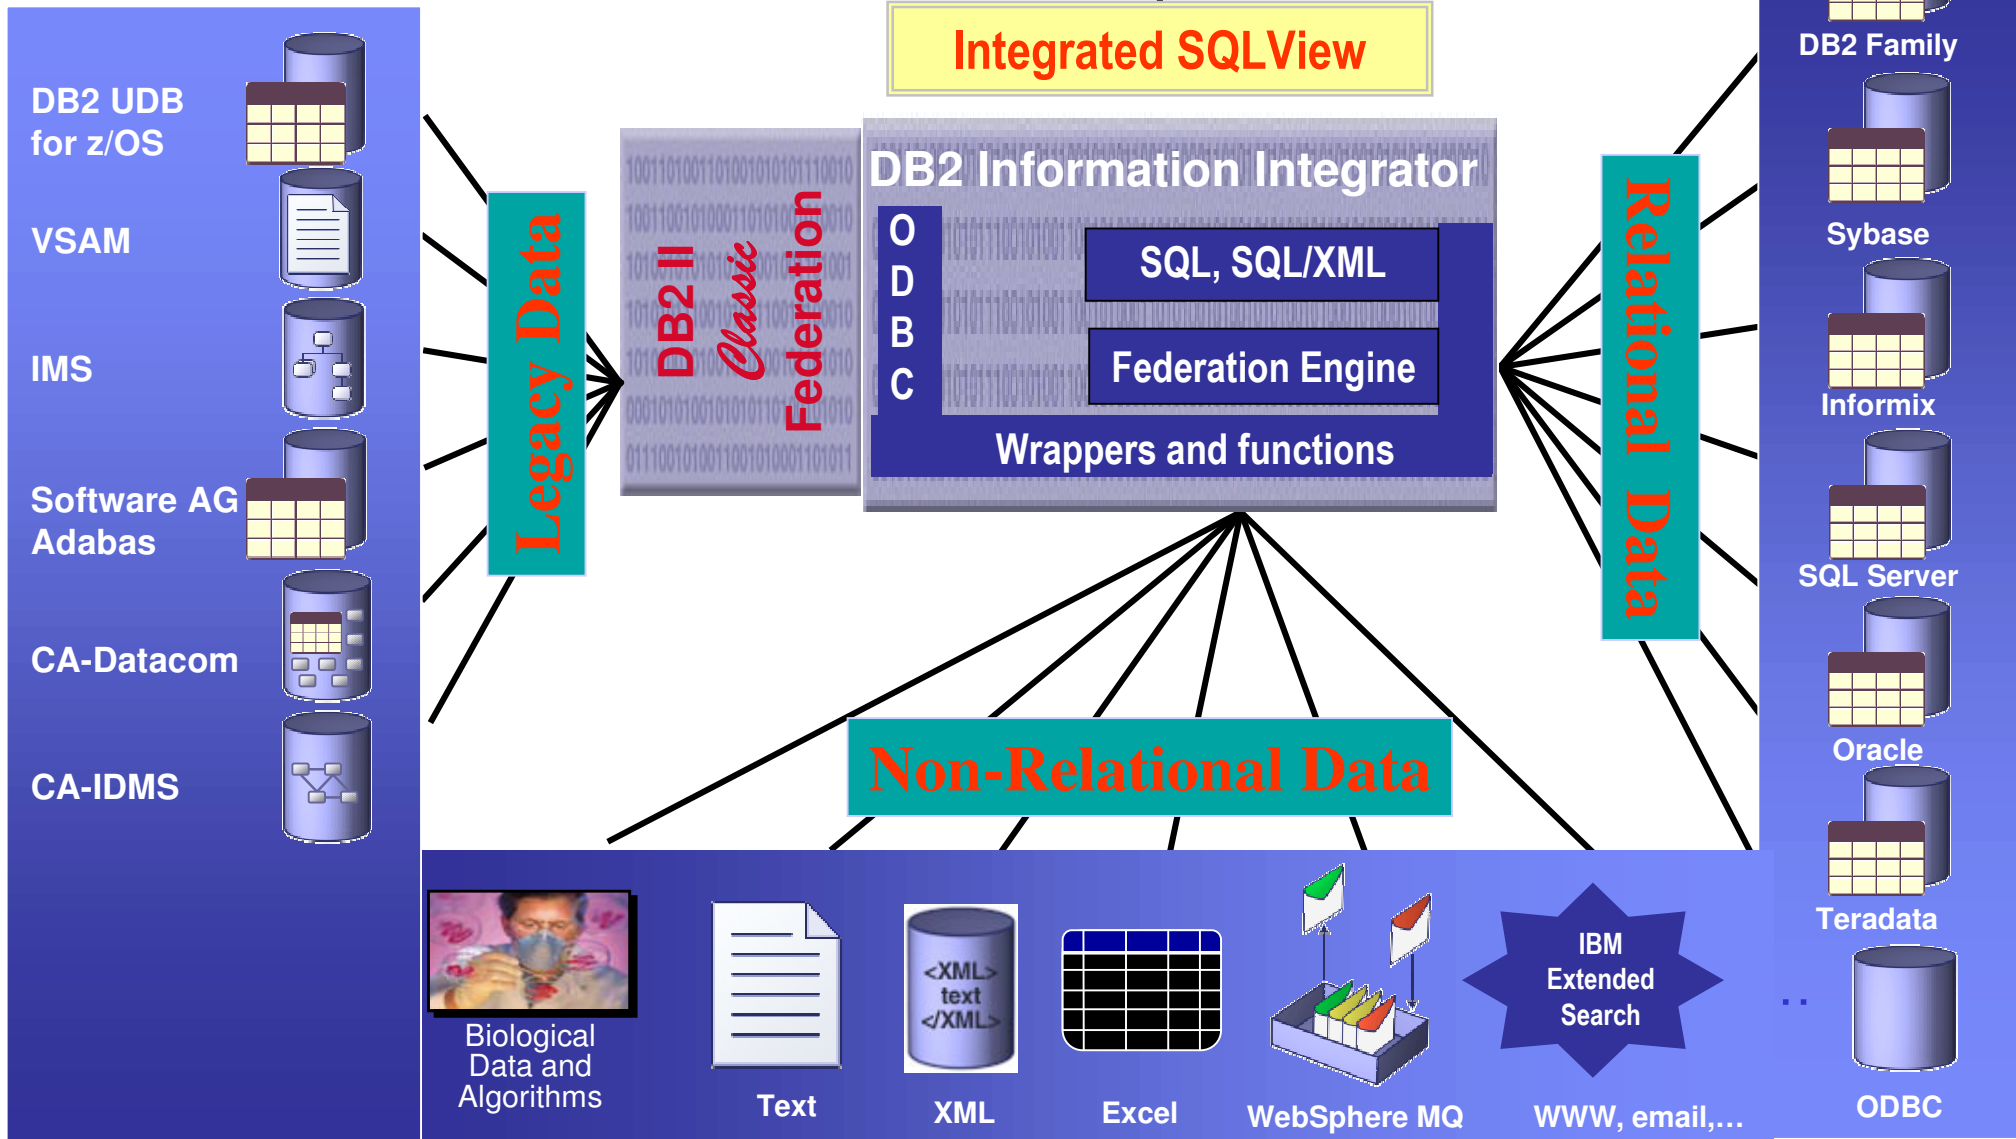 Integrated SQLView
DB2 UDB
for z/OS
VSAM
IMS
Software AG
Adabas
CA-Datacom
CA-IDMS
Legacy Data
DB2 II
Classic
Federation
DB2 Information Integrator
O
D
B
C
SQL, SQL/XML
Federation Engine
Wrappers and functions
Relational Data
DB2 Family
Sybase
Informix
SQL Server
Oracle
Teradata
..
ODBC
Non-Relational Data
Biological
Data and
Algorithms
Text
<XML>
text
</XML>
XML
Excel
WebSphere MQ
IBM
Extended
Search
WWW, email,...